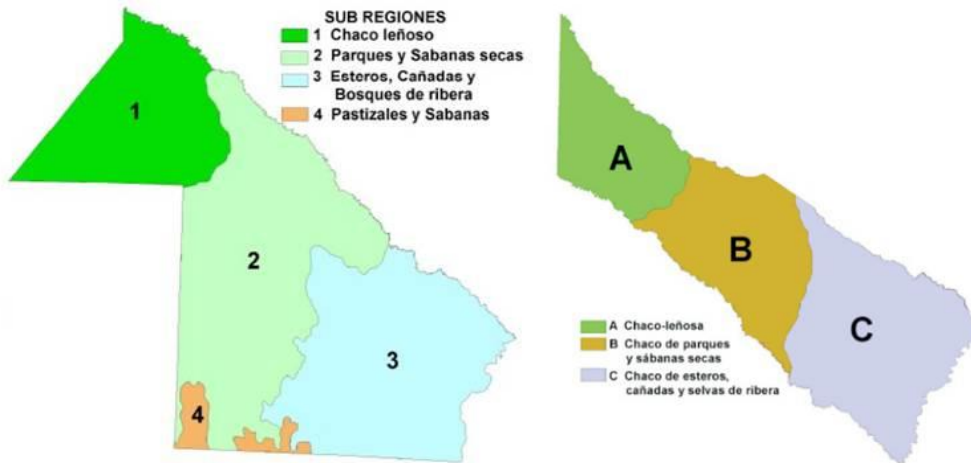 SUB REGIONES
1 Chaco leñoso
2 Parques y Sabanas secas
3 Esteros, Cañadas y
Bosques de ribera
4 Pastizales y Sabanas
1
2
3
4
A
B
C
A Chaco-leñosa
B Chaco de parques
y sábanas secas
C Chaco de esteros,
cañadas y selvas de ribera